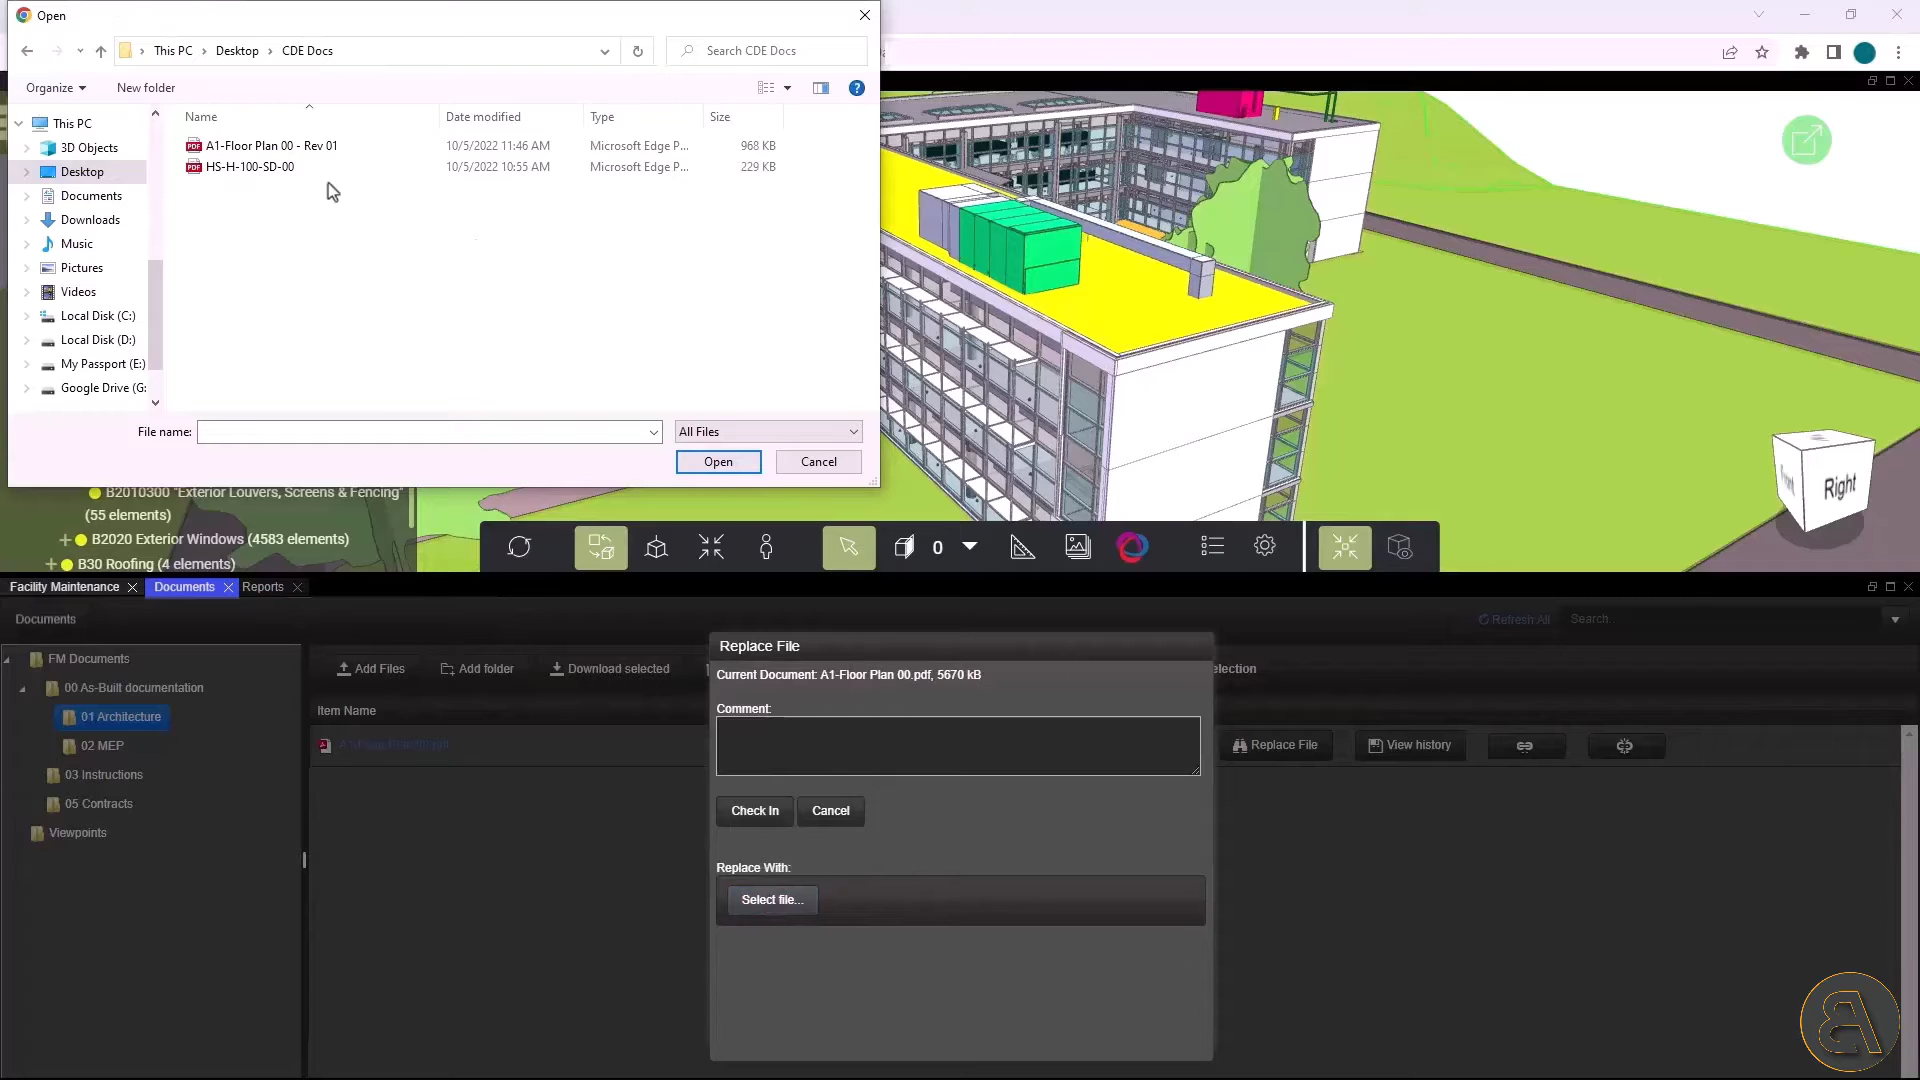 Open
This PC
Desktop
CDE Docs
Search CDE Docs
Organize
New folder
Name
Date modified
Type
Size
A1-Floor Plan 00 - Rev 01
10/5/2022 11:46 AM
Microsoft Edge P...
968 KB
HS-H-100-SD-00
10/5/2022 10:55 AM
Microsoft Edge P...
229 KB
This PC
3D Objects
Desktop
Documents
Downloads
Music
Pictures
Videos
Local Disk (C:)
Local Disk (D:)
My Passport (E:)
Google Drive (G:
File name:
All Files
Open
Cancel
B2010300 "Exterior Louvers, Screens & Fencing"
(55 elements)
B2020 Exterior Windows (4583 elements)
B30 Roofing (4 elements)
Right
0
Facility Maintenance
Documents
Reports
Documents
Refresh All
Search
FM Documents
00 As-Built documentation
01 Architecture
02 MEP
03 Instructions
05 Contracts
Viewpoints
Add Files
Add folder
Download selected
election
Item Name
Replace File
View history
Replace File
Current Document: A1-Floor Plan 00.pdf, 5670 kB
Comment:
Check In
Cancel
Replace With:
Select file...